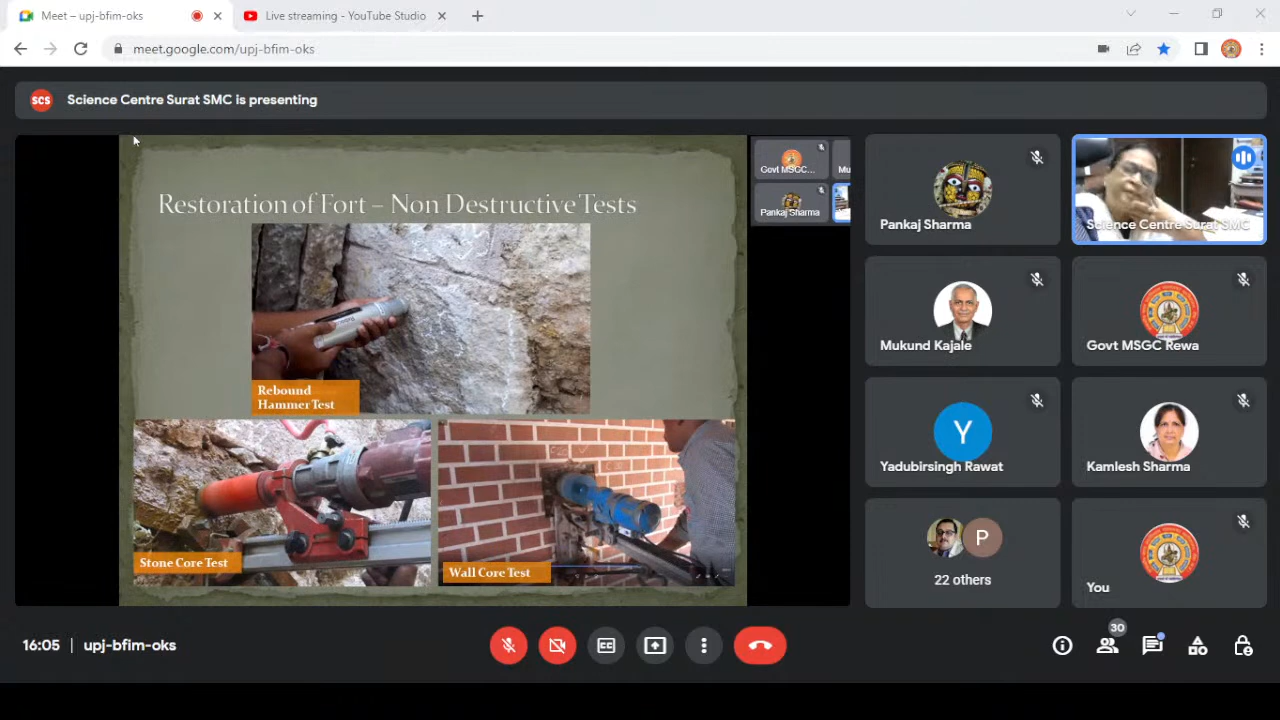 Meet – upj-bfim-oks
Live streaming - YouTube Studio
meet.google.com/upj-bfim-oks
SCS
Science Centre Surat SMC is presenting
Restoration of Fort – Non Destructive Tests
Rebound
Hammer Test
Stone Core Test
Wall Core Test
Govt MSGC...
Mu
Pankaj Sharma
Pankaj Sharma
Science Centre Surat SMC
Mukund Kajale
Govt MSGC Rewa
Y
Yadubirsingh Rawat
Kamlesh Sharma
P
22 others
You
16:05 | upj-bfim-oks
CC
30